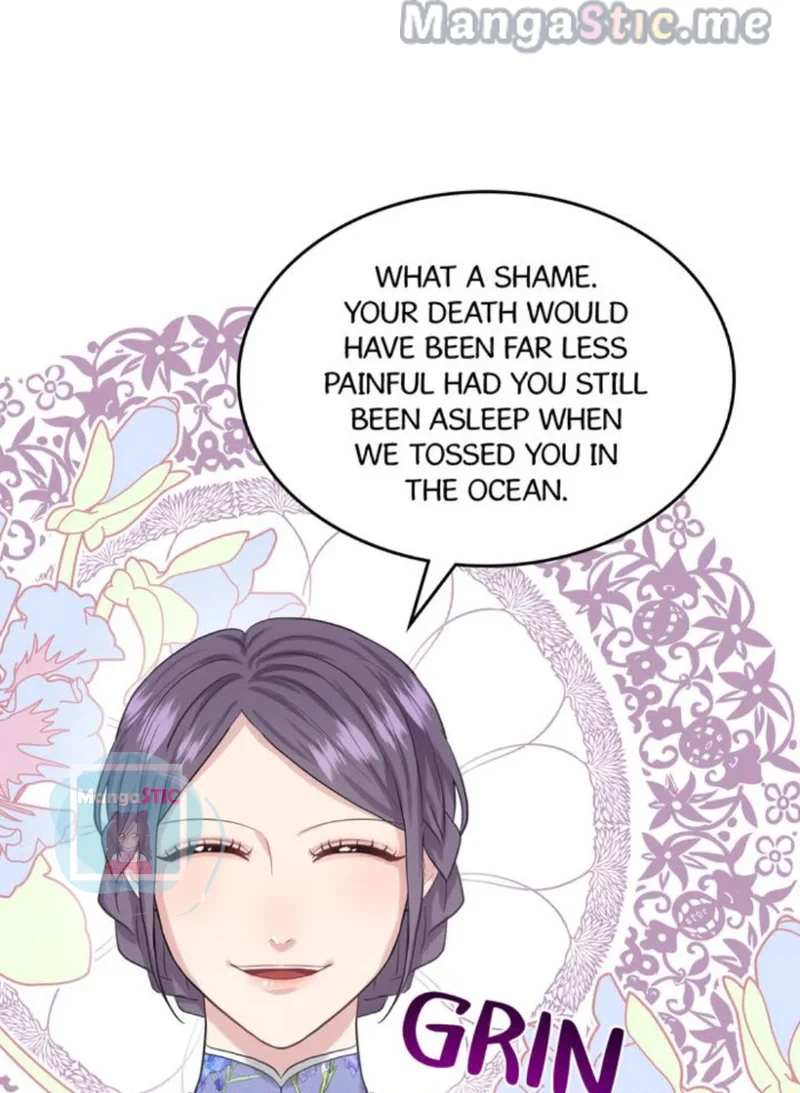 MangaStic.me
WHAT A SHAME.
YOUR DEATH WOULD
HAVE BEEN FAR LESS
PAINFUL HAD YOU STILL
BEEN ASLEEP WHEN
WE TOSSED YOU IN
THE OCEAN.
MangaSTIC
GRIN